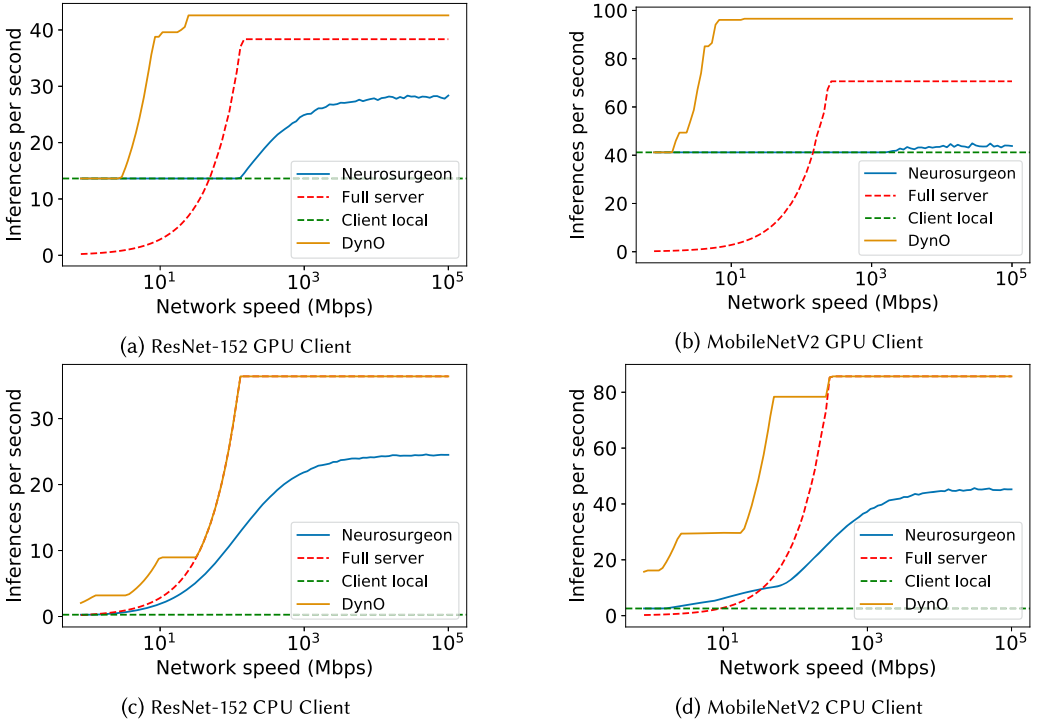 Inferences per second
40
30
20
10
0
Neurosurgeon
Full server
Client local
DynO
10^1
10^3
10^5
Network speed (Mbps)
(a) ResNet-152 GPU Client
Inferences per second
100
80
60
40
20
0
Neurosurgeon
Full server
Client local
DynO
10^1
10^3
10^5
Network speed (Mbps)
(b) MobileNetV2 GPU Client
Inferences per second
30
20
10
0
Neurosurgeon
Full server
Client local
DynO
10^1
10^3
10^5
Network speed (Mbps)
(c) ResNet-152 CPU Client
Inferences per second
80
60
40
20
0
Neurosurgeon
Full server
Client local
DynO
10^1
10^3
10^5
Network speed (Mbps)
(d) MobileNetV2 CPU Client